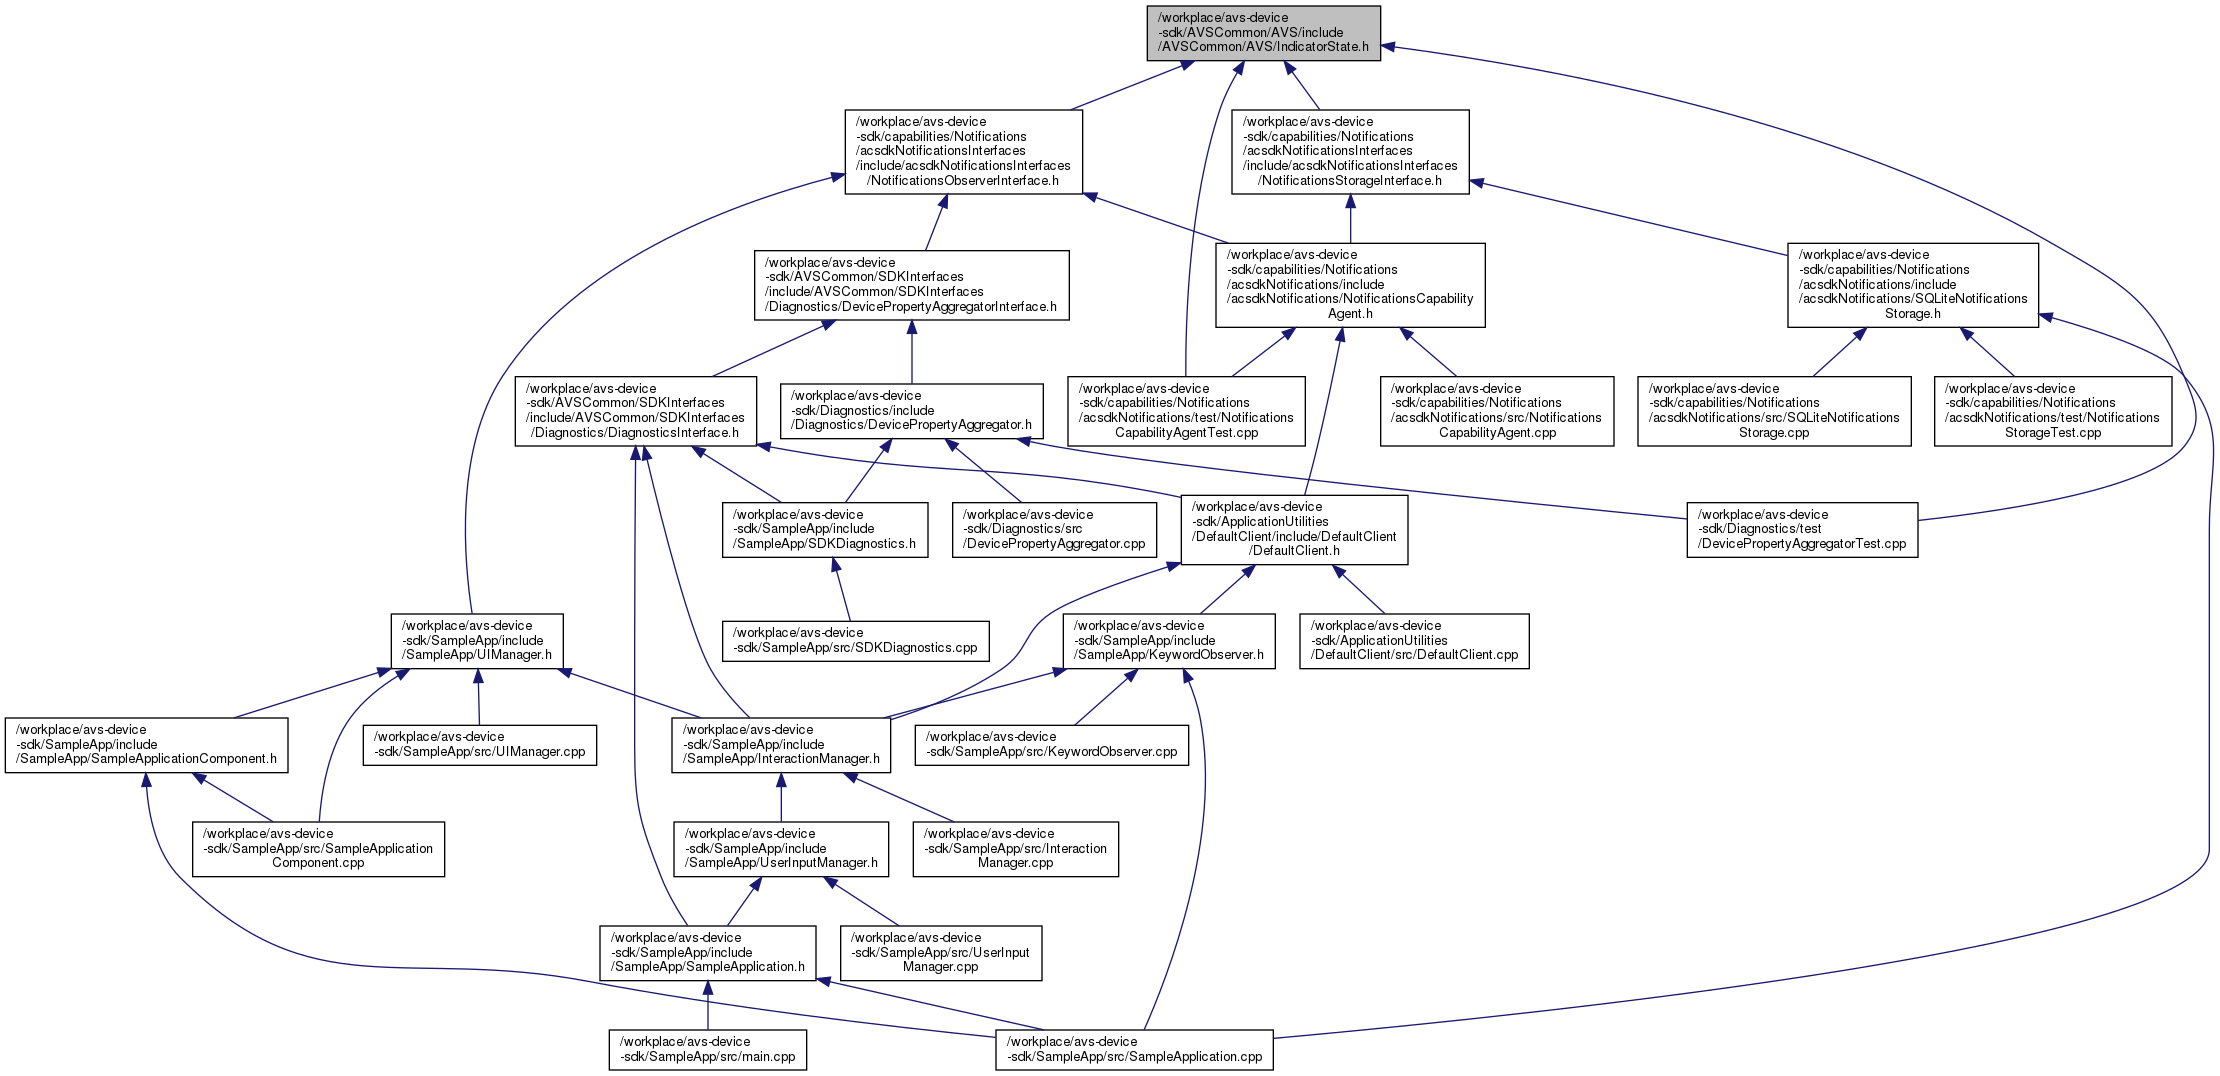 /workplace/avs-device
-sdk/AVSCommon/AVS/include
/AVSCommon/AVS/IndicatorState.h
/workplace/avs-device
-sdk/capabilities/Notifications
/acsdkNotificationsInterfaces
/include/acsdkNotificationsInterfaces
/NotificationsObserverInterface.h
/workplace/avs-device
-sdk/capabilities/Notifications
/acsdkNotificationsInterfaces
/include/acsdkNotificationsInterfaces
/NotificationsStorageInterface.h
/workplace/avs-device
-sdk/AVSCommon/SDKInterfaces
/include/AVSCommon/SDKInterfaces
/Diagnostics/DevicePropertyAggregatorInterface.h
/workplace/avs-device
-sdk/capabilities/Notifications
/acsdkNotifications/include
/acsdkNotifications/NotificationsCapability
Agent.h
/workplace/avs-device
-sdk/capabilities/Notifications
/acsdkNotifications/include
/acsdkNotifications/SQLiteNotifications
Storage.h
/workplace/avs-device
-sdk/AVSCommon/SDKInterfaces
/include/AVSCommon/SDKInterfaces
/Diagnostics/DiagnosticsInterface.h
/workplace/avs-device
-sdk/Diagnostics/include
/Diagnostics/DevicePropertyAggregator.h
/workplace/avs-device
-sdk/capabilities/Notifications
/acsdkNotifications/test/Notifications
CapabilityAgentTest.cpp
/workplace/avs-device
-sdk/capabilities/Notifications
/acsdkNotifications/src/Notifications
CapabilityAgent.cpp
/workplace/avs-device
-sdk/capabilities/Notifications
/acsdkNotifications/src/SQLiteNotifications
Storage.cpp
/workplace/avs-device
-sdk/capabilities/Notifications
/acsdkNotifications/test/Notifications
StorageTest.cpp
/workplace/avs-device
-sdk/SampleApp/include
/SampleApp/SDKDiagnostics.h
/workplace/avs-device
-sdk/Diagnostics/src
/DevicePropertyAggregator.cpp
/workplace/avs-device
-sdk/ApplicationUtilities
/DefaultClient/include/DefaultClient
/DefaultClient.h
/workplace/avs-device
-sdk/Diagnostics/test
/DevicePropertyAggregatorTest.cpp
/workplace/avs-device
-sdk/SampleApp/include
/SampleApp/UIManager.h
/workplace/avs-device
-sdk/SampleApp/src/SDKDiagnostics.cpp
/workplace/avs-device
-sdk/SampleApp/include
/SampleApp/KeywordObserver.h
/workplace/avs-device
-sdk/ApplicationUtilities
/DefaultClient/src/DefaultClient.cpp
/workplace/avs-device
-sdk/SampleApp/include
/SampleApp/SampleApplicationComponent.h
/workplace/avs-device
-sdk/SampleApp/src/UIManager.cpp
/workplace/avs-device
-sdk/SampleApp/include
/SampleApp/InteractionManager.h
/workplace/avs-device
-sdk/SampleApp/src/KeywordObserver.cpp
/workplace/avs-device
-sdk/SampleApp/src/SampleApplication
Component.cpp
/workplace/avs-device
-sdk/SampleApp/include
/SampleApp/UserInputManager.h
/workplace/avs-device
-sdk/SampleApp/src/Interaction
Manager.cpp
/workplace/avs-device
-sdk/SampleApp/include
/SampleApp/SampleApplication.h
/workplace/avs-device
-sdk/SampleApp/src/UserInput
Manager.cpp
/workplace/avs-device
-sdk/SampleApp/src/main.cpp
/workplace/avs-device
-sdk/SampleApp/src/SampleApplication.cpp